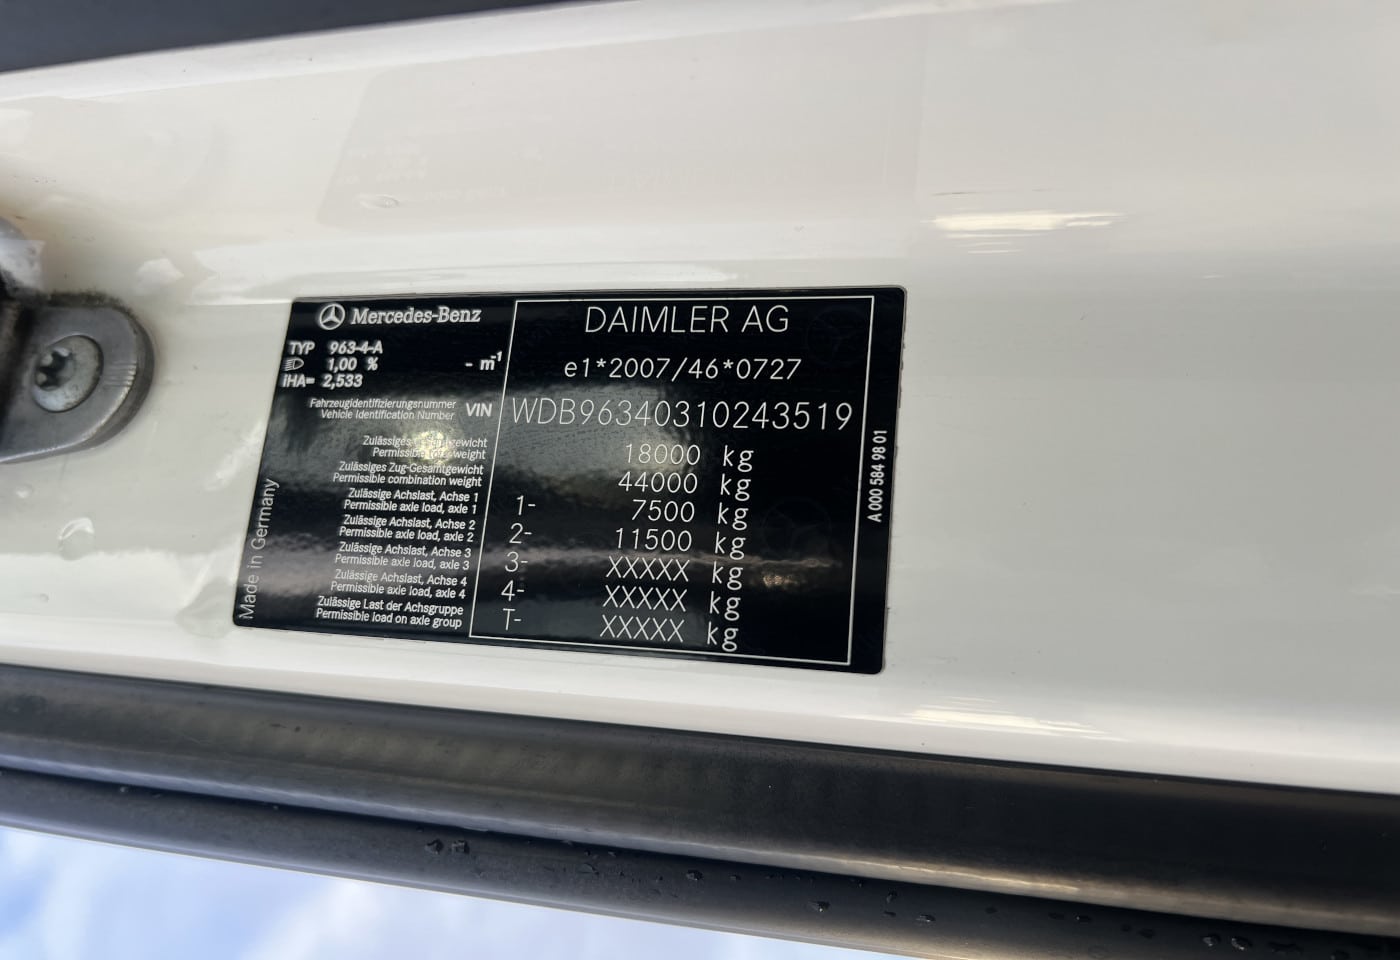 Mercedes-Benz
TYP 963-4-A
1,00 % - m-1
iHA= 2,533
DAIMLER AG
e1*2007/46*0727
Fahrzeugidentifizierungsnummer
Vehicle Identification Number
VIN WDB96340310243519
Zulässiges Gesamtgewicht
Permissible weight
18000 kg
Zulässiges Zug-Gesamtgewicht
Permissible combination weight
44000 kg
Zulässige Achslast, Achse 1
Permissible axle load, axle 1
1- 7500 kg
Zulässige Achslast, Achse 2
Permissible axle load, axle 2
2- 11500 kg
Zulässige Achslast, Achse 3
Permissible axle load, axle 3
3- XXXXX kg
Zulässige Achslast, Achse 4
Permissible axle load, axle 4
4- XXXXX kg
Zulässige Last der Achsgruppe
Permissible load on axle group
T- XXXXX kg
Made in Germany
A 000 584 98 01